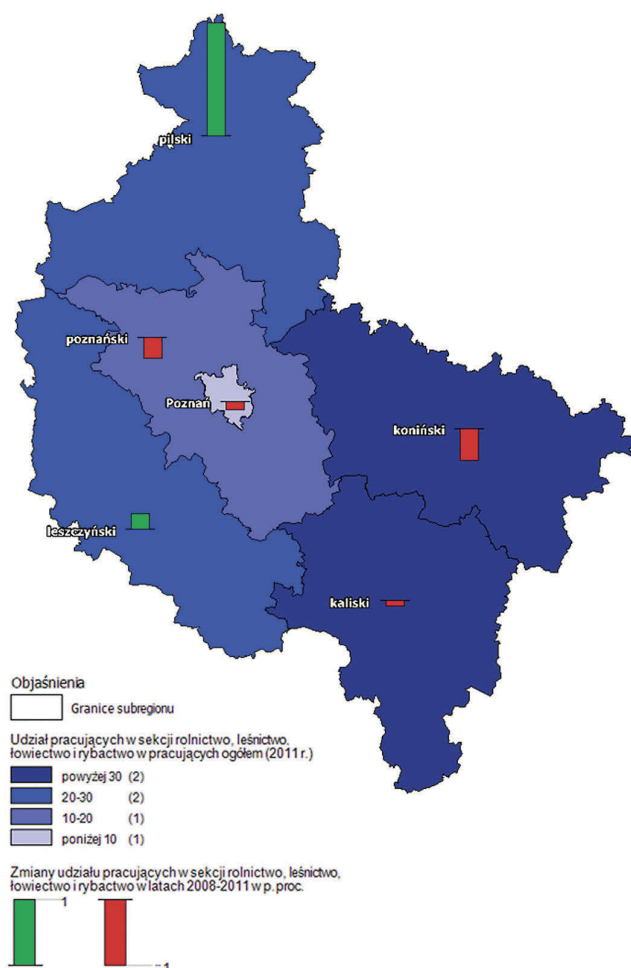 pilski
poznański
Poznań
koniński
leszczyński
kaliski
Objaśnienia
Granice subregionu
Udział pracujących w sekcji rolnictwo, leśnictwo,
łowiectwo i rybactwo w pracujących ogółem (2011 r.)
powyżej 30 (2)
20-30 (2)
10-20 (1)
poniżej 10 (1)
Zmiany udziału pracujących w sekcji rolnictwo, leśnictwo,
łowiectwo i rybactwo w latach 2008-2011 w p. proc.
1
-1